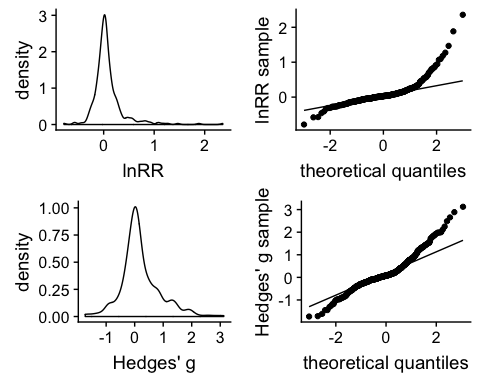 density
3
2
1
0
0 1 2
lnRR
lnRR sample
2
1
0
-2 0 2
theoretical quantiles
density
1.00
0.75
0.50
0.25
0.00
-1 0 1 2 3
Hedges' g
Hedges' g sample
3
2
1
0
-1
-2 0 2
theoretical quantiles